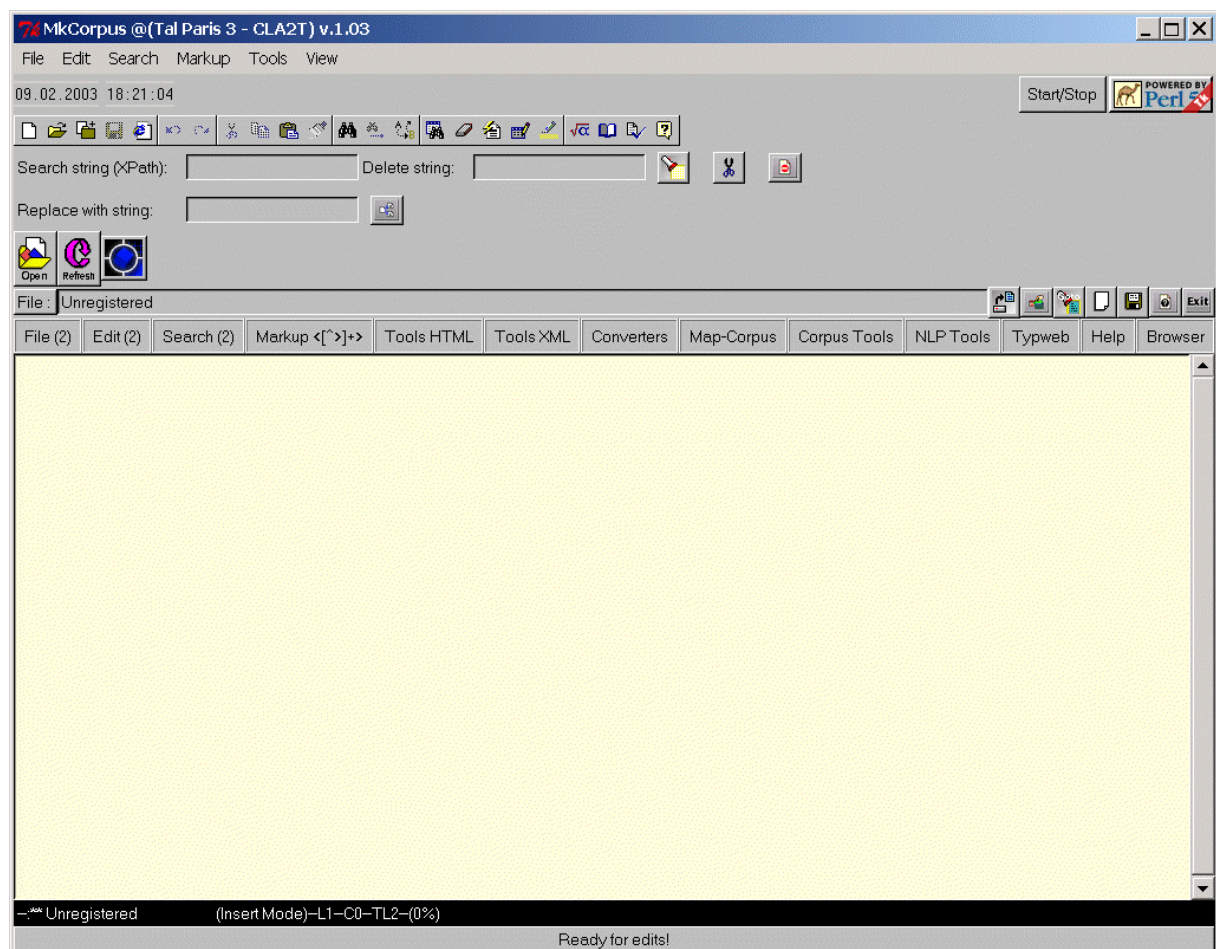 MkCorpus @(Tal Paris 3 - CLA2T) v.1.03
File Edit Search Markup Tools View
09.02.2003 18:21:04
Start/Stop
POWERED BY
Perl 5
Search string (XPath): Delete string:
Replace with string:
Open Refresh
File : Unregistered
Exit
File (2) Edit (2) Search (2) Markup <[^>]+> Tools HTML Tools XML Converters Map-Corpus Corpus Tools NLP Tools Typweb Help Browser
–:** Unregistered (Insert Mode)–L1–C0–TL2–(0%)
Ready for edits!